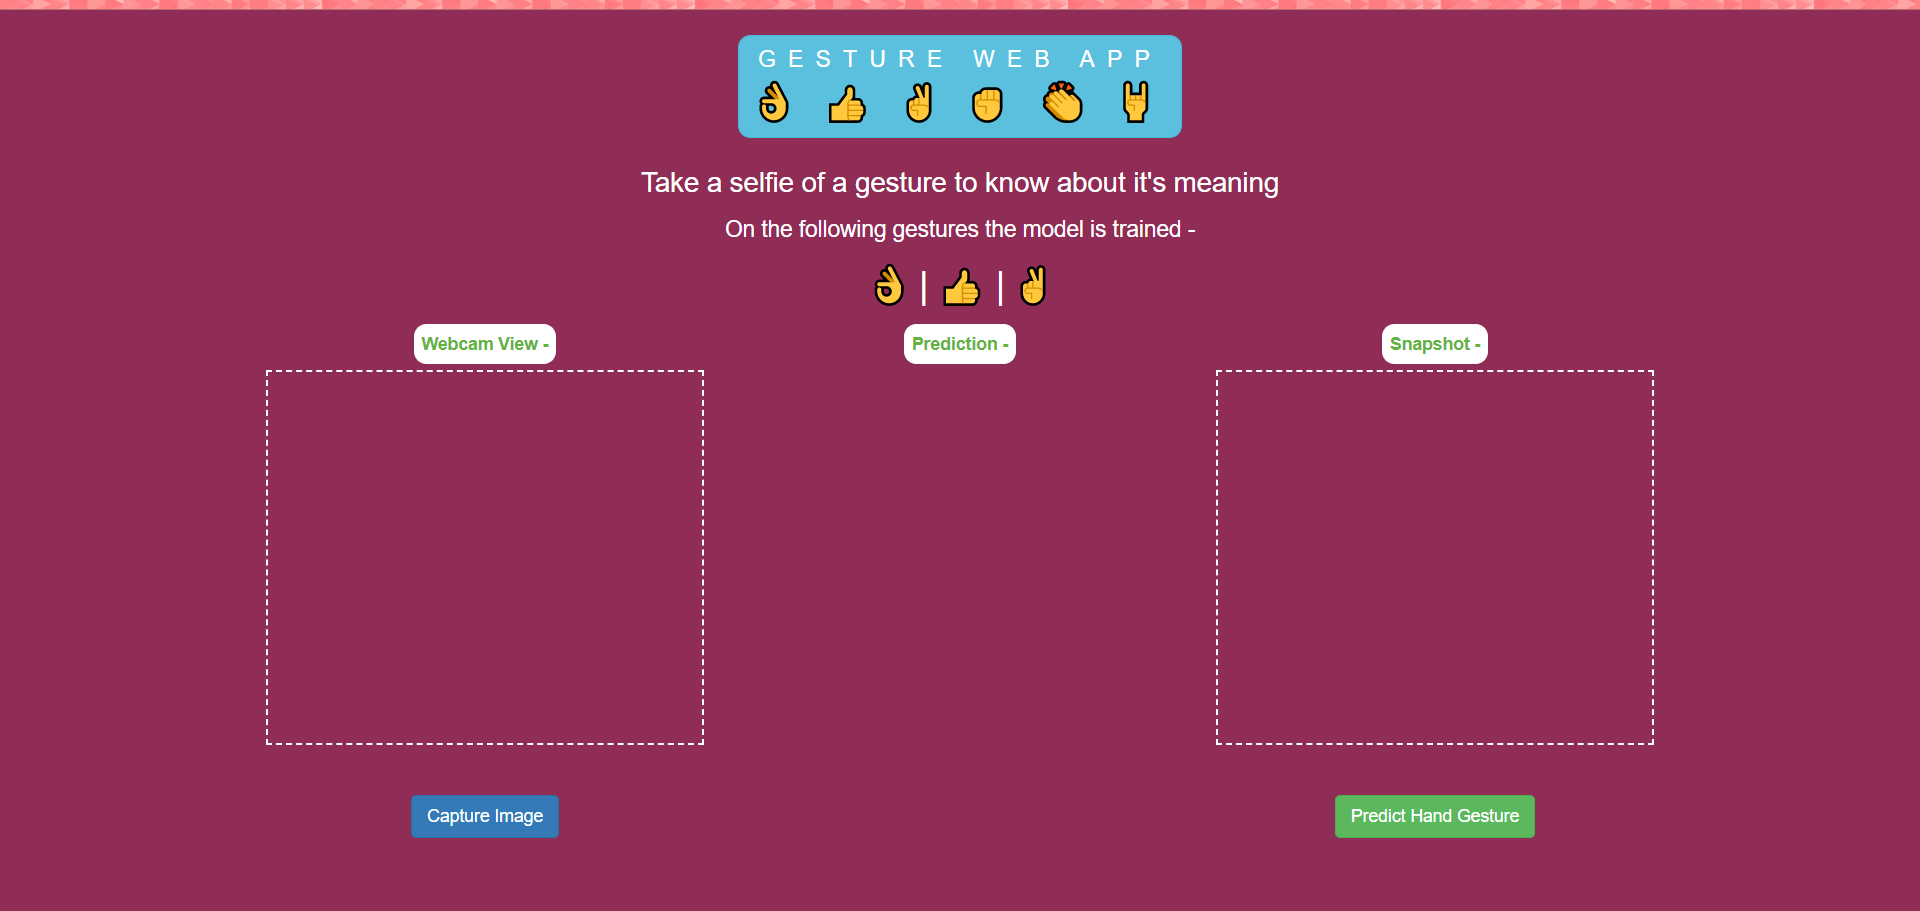 GESTURE WEB APP
👌 👍 ✌ ✊ 👏 🤘
Take a selfie of a gesture to know about it's meaning
On the following gestures the model is trained -
👌 | 👍 | ✌
Webcam View -
Prediction -
Snapshot -
Capture Image
Predict Hand Gesture